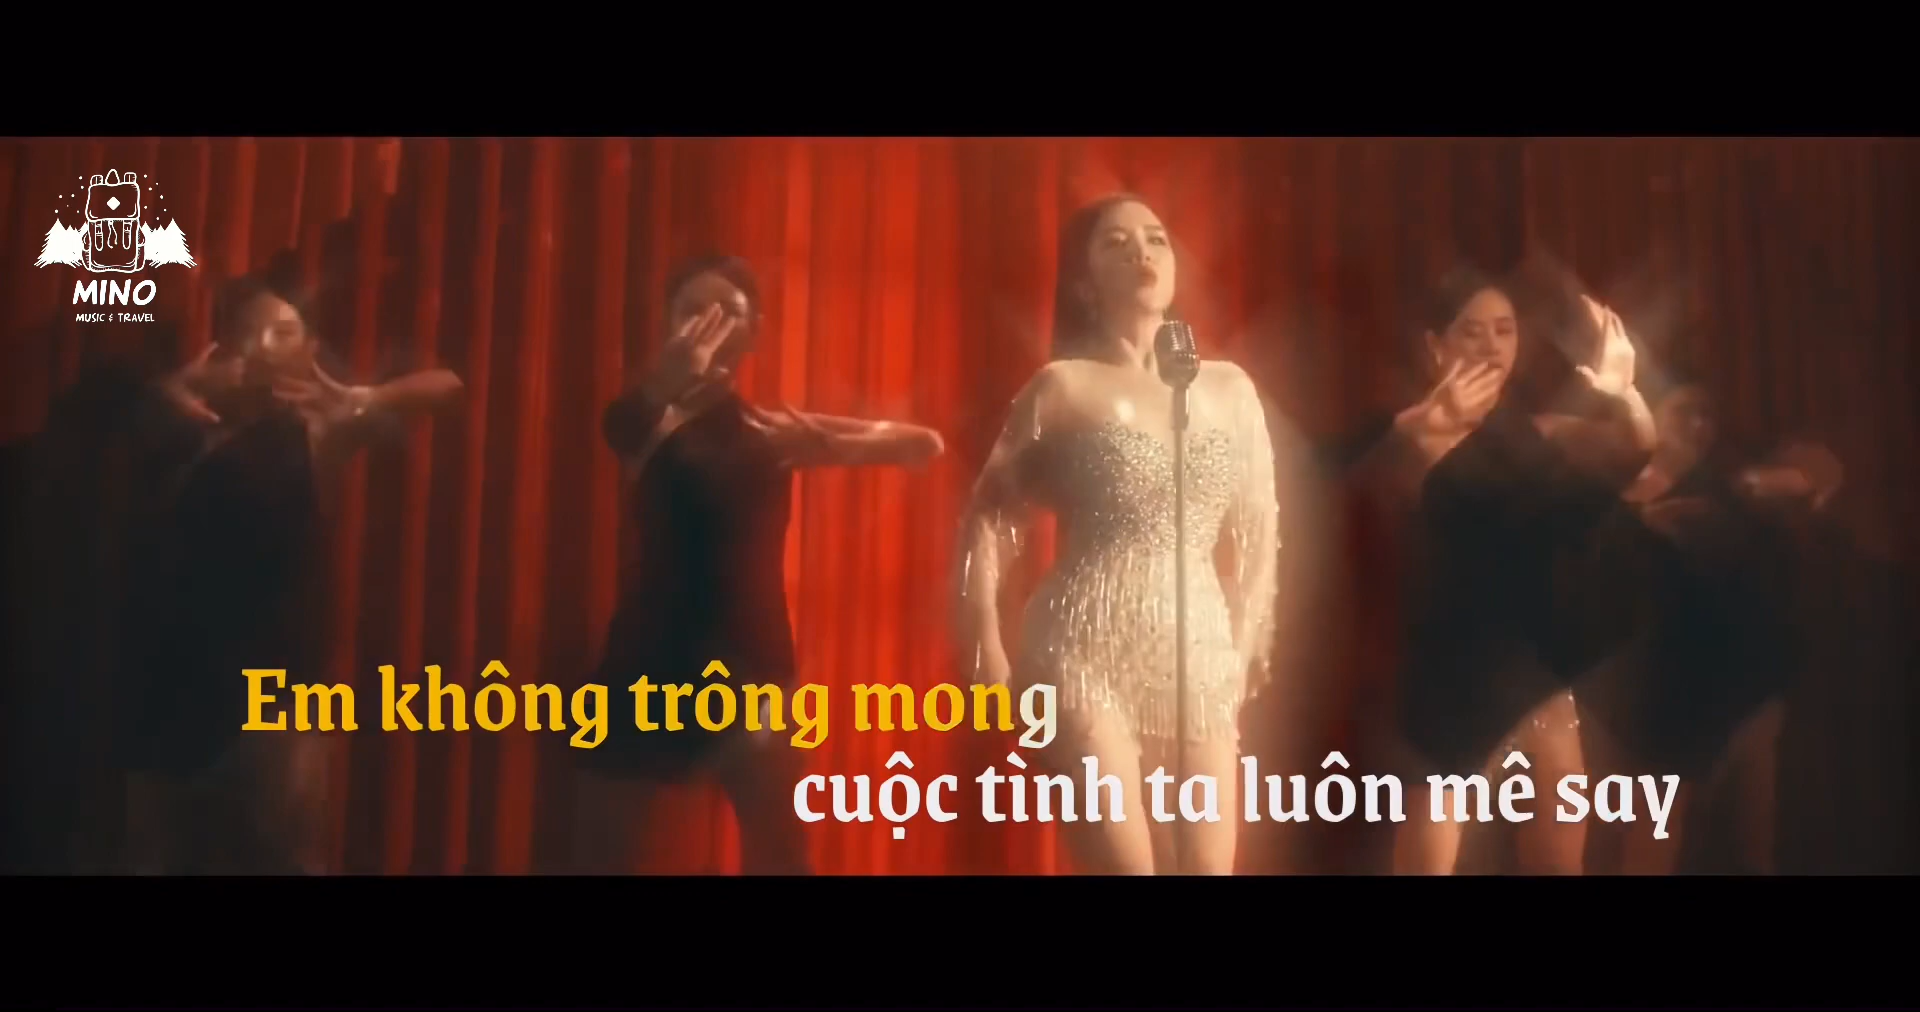 MINO
MUSIC & TRAVEL
Em không trông mong
cuộc tình ta luôn mê say